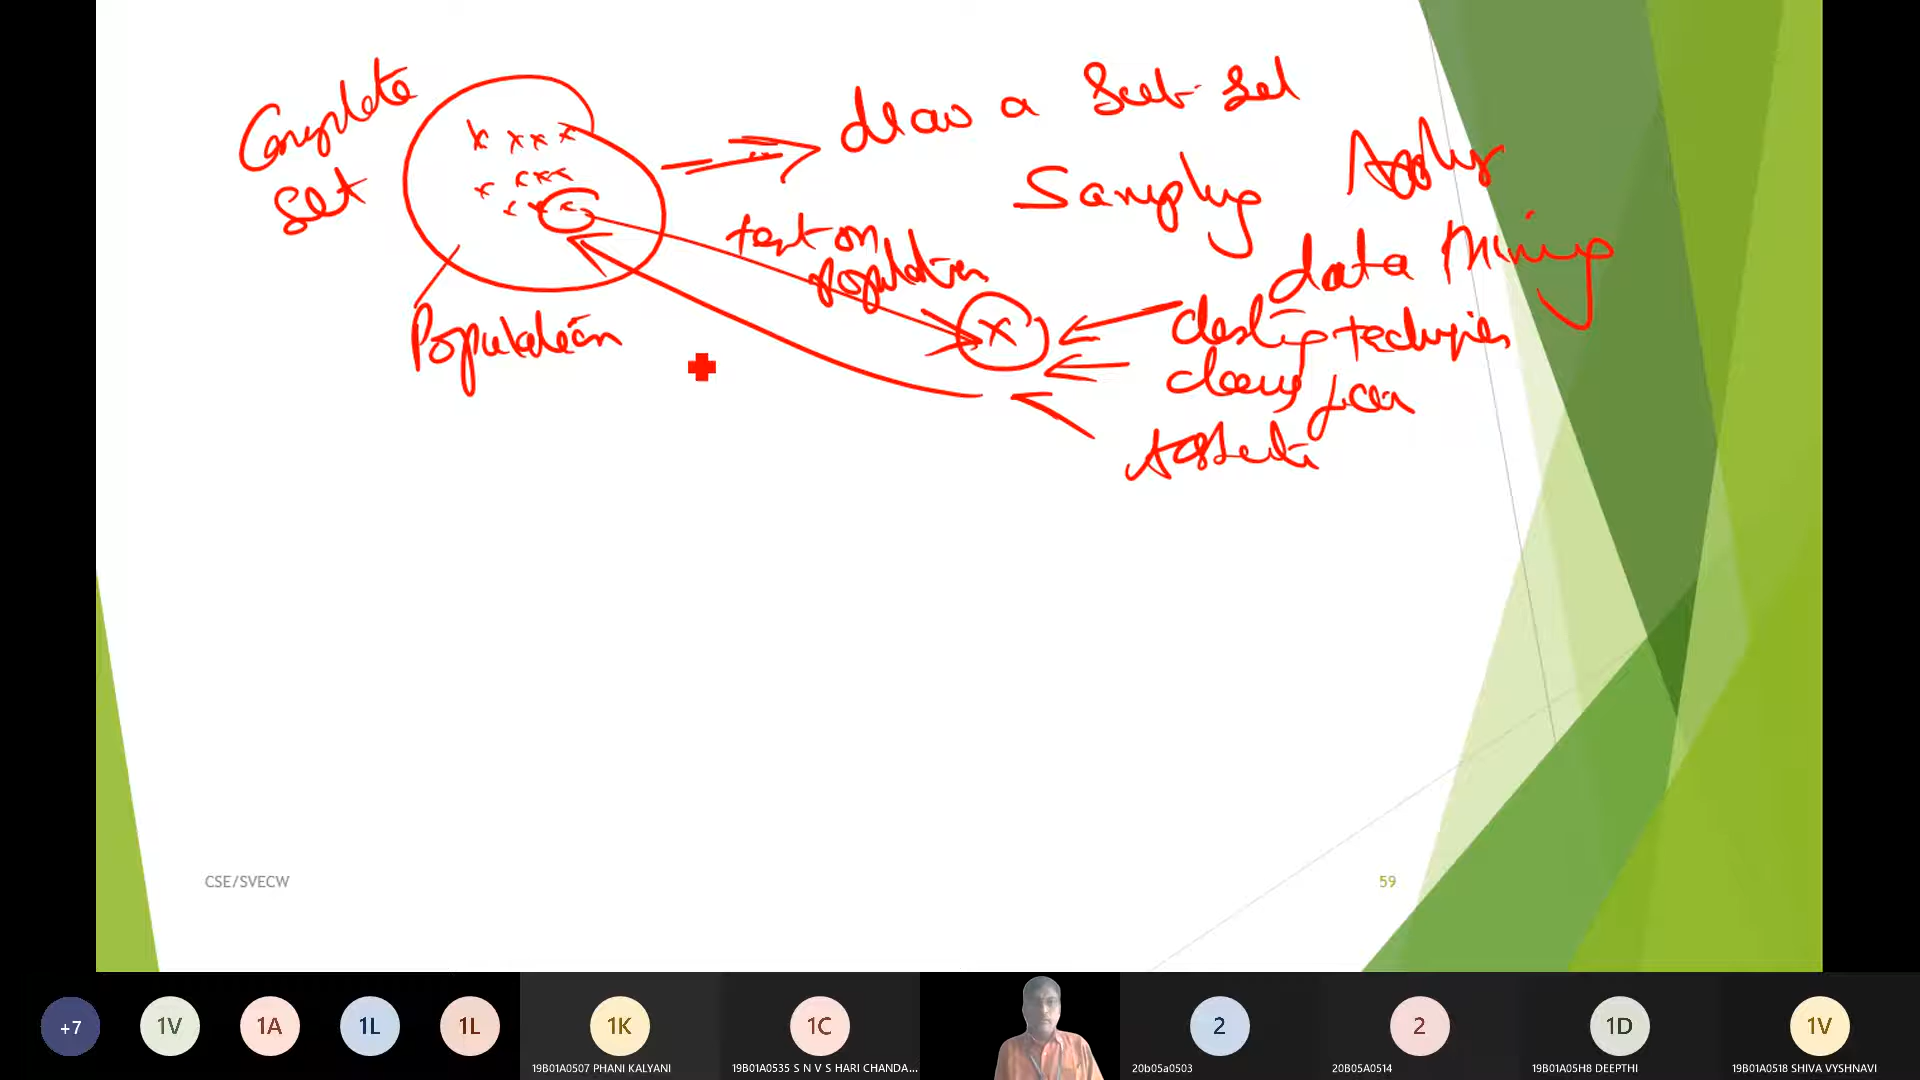 Complete
set
draw a Sub-set
Sampling
Apply
data Mining
test on
population
Population
x
techniques
CSE/SVECW
59
+7
1V
1A
1L
1L
1K
1C
2
2
1D
1V
19B01A0507 PHANI KALYANI
19B01A0535 S N V S HARI CHANDA...
20b05a0503
20B05A0514
19B01A05H8 DEEPTHI
19B01A0518 SHIVA VYSHNAVI